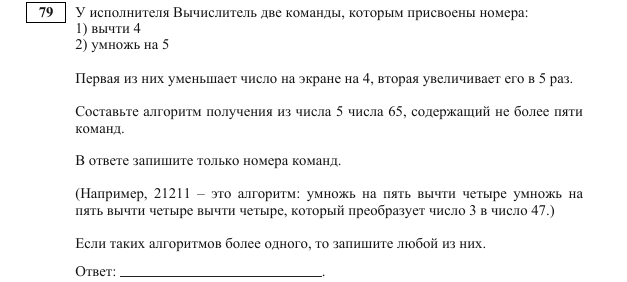 79
У исполнителя Вычислитель две команды, которым присвоены номера:
1) вычти 4
2) умножь на 5
Первая из них уменьшает число на экране на 4, вторая увеличивает его в 5 раз.
Составьте алгоритм получения из числа 5 числа 65, содержащий не более пяти
команд.
В ответе запишите только номера команд.
(Например, 21211 – это алгоритм: умножь на пять вычти четыре умножь на
пять вычти четыре вычти четыре, который преобразует число 3 в число 47.)
Если таких алгоритмов более одного, то запишите любой из них.
Ответ: ______________________________.